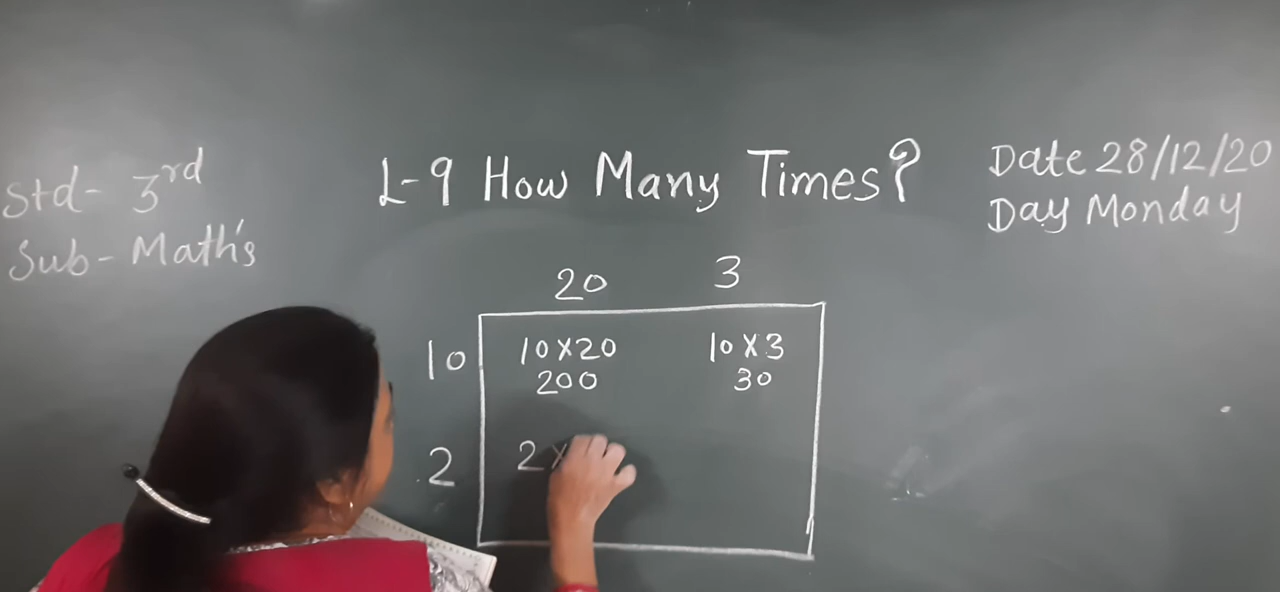 Std- 3rd
Sub- Math's
L-9 How Many Times?
Date 28/12/20
Day Monday
20 3
10 10×20 10×3
200 30
2 2×